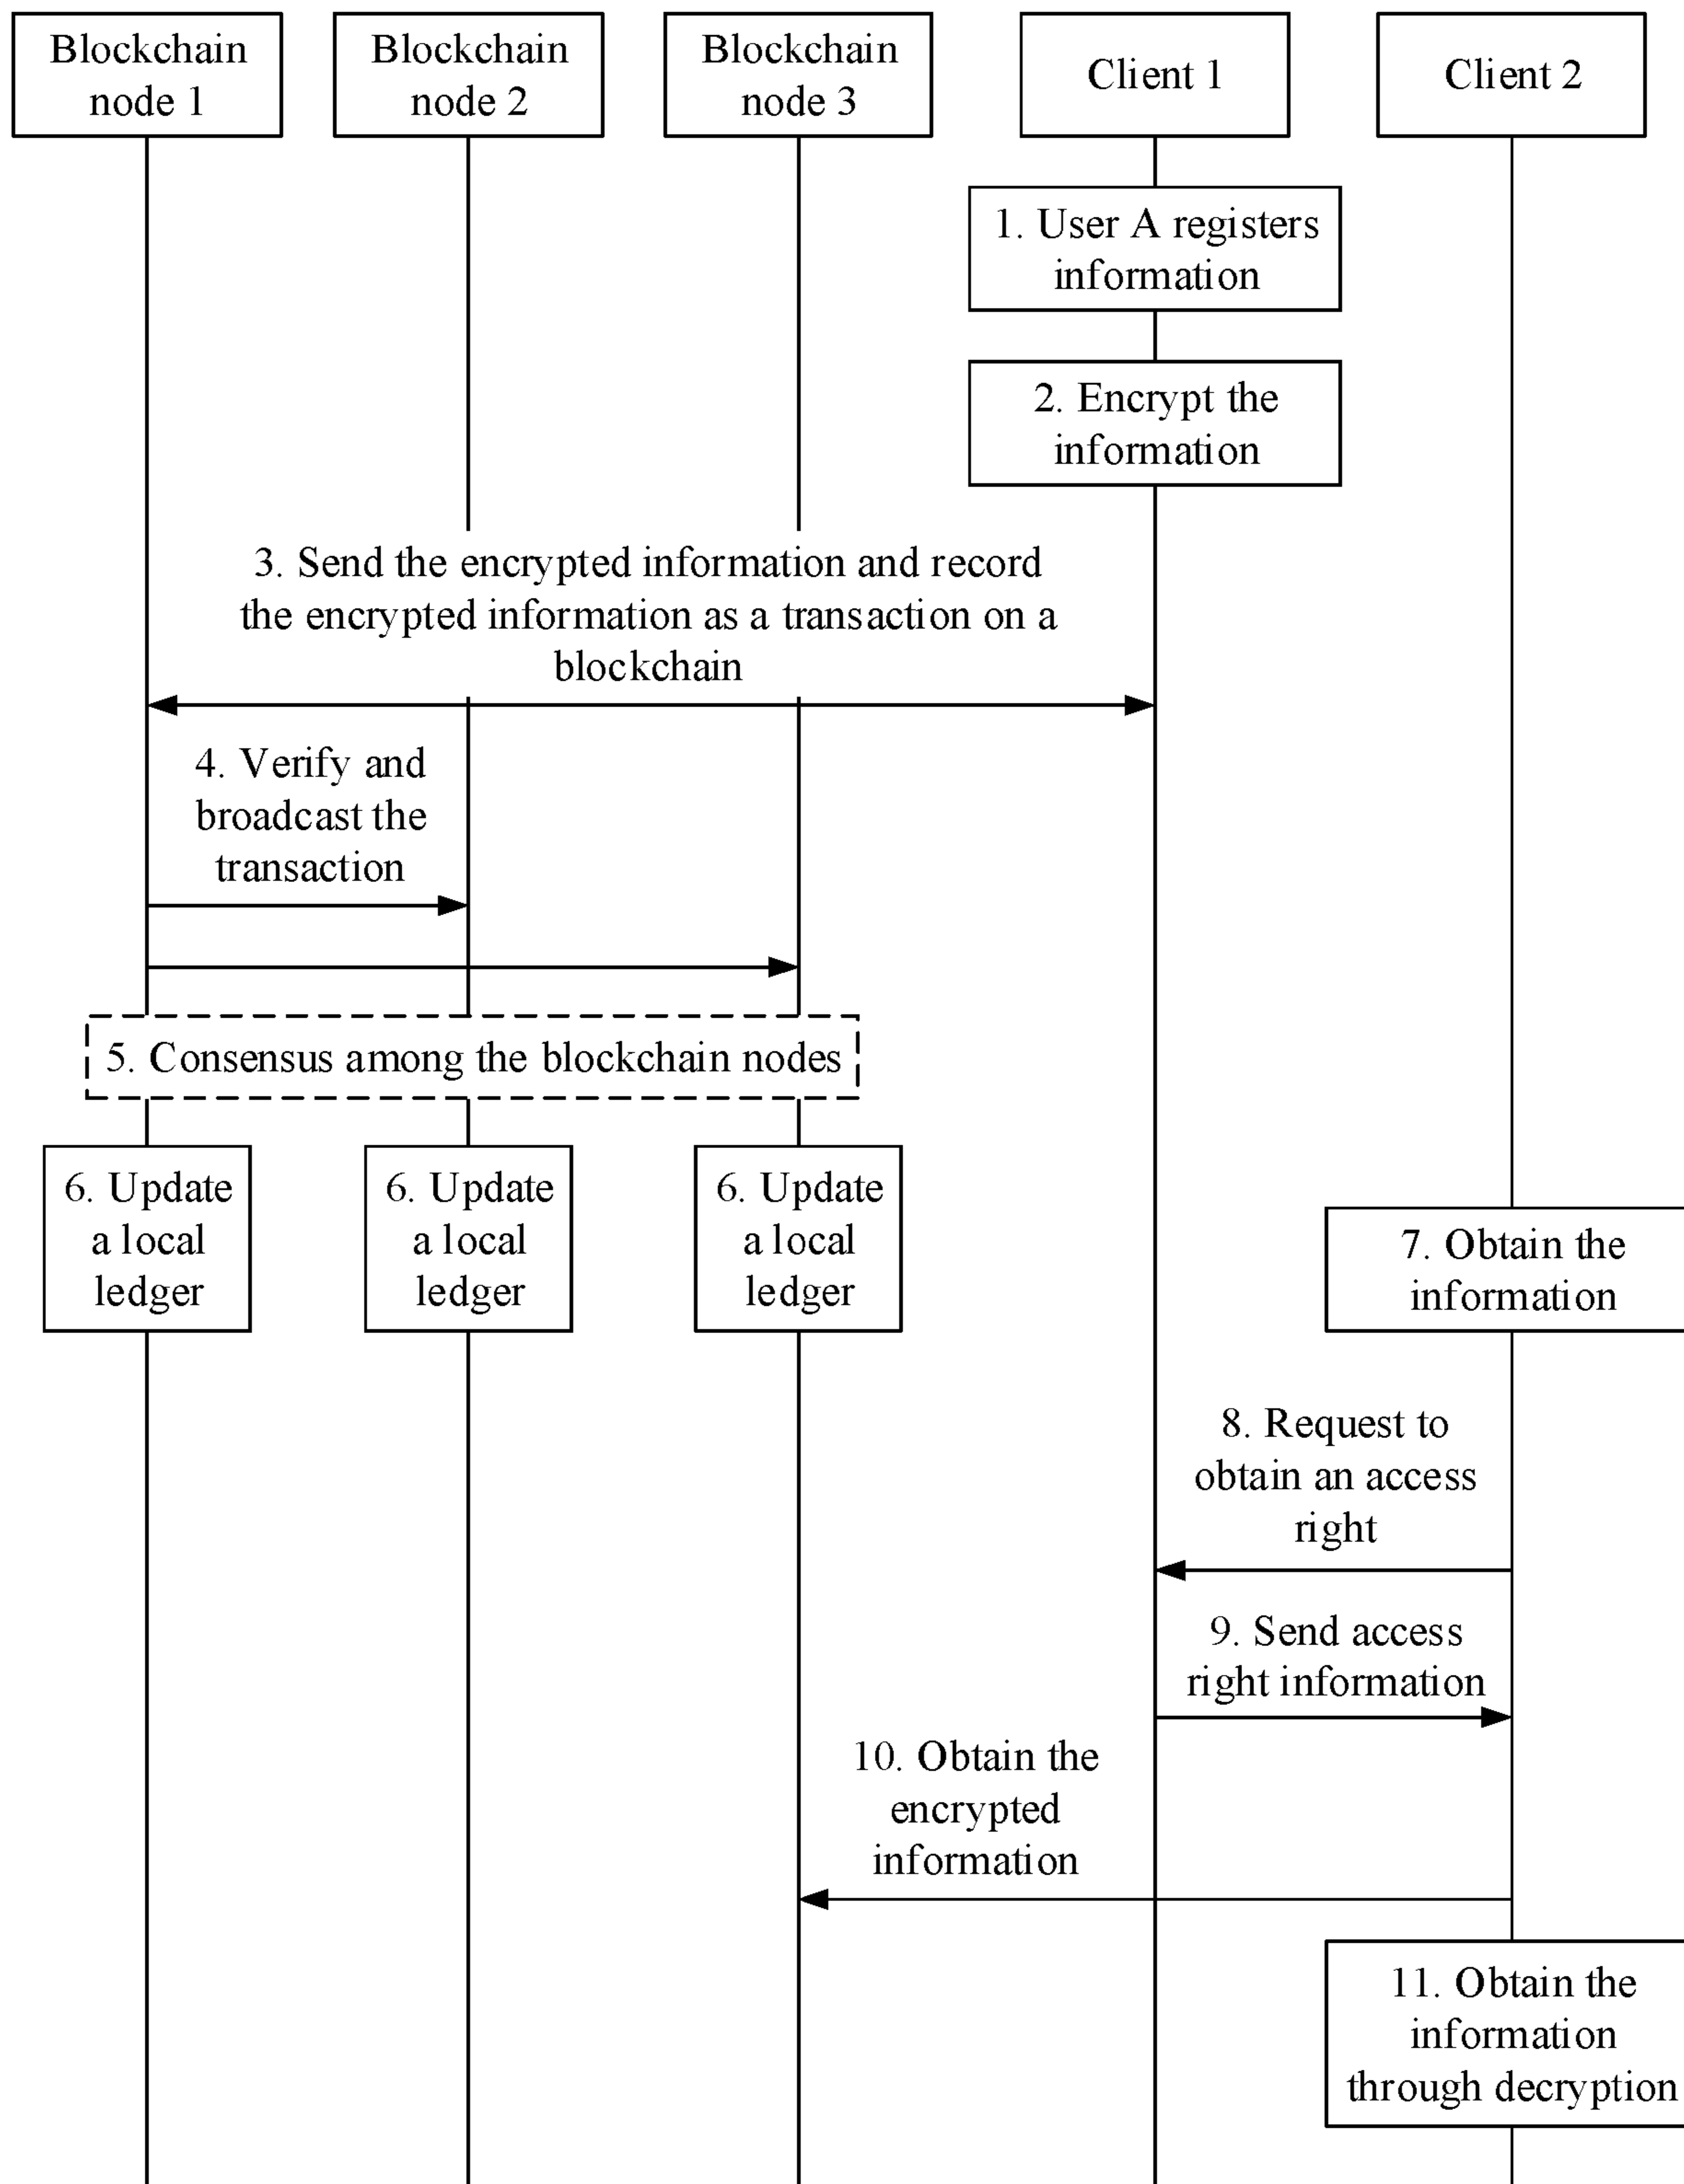 Blockchain
node 1
Blockchain
node 2
Blockchain
node 3
Client 1
Client 2
1. User A registers
information
2. Encrypt the
information
3. Send the encrypted information and record
the encrypted information as a transaction on a
blockchain
4. Verify and
broadcast the
transaction
5. Consensus among the blockchain nodes
6. Update
a local
ledger
6. Update
a local
ledger
6. Update
a local
ledger
7. Obtain the
information
8. Request to
obtain an access
right
9. Send access
right information
10. Obtain the
encrypted
information
11. Obtain the
information
through decryption